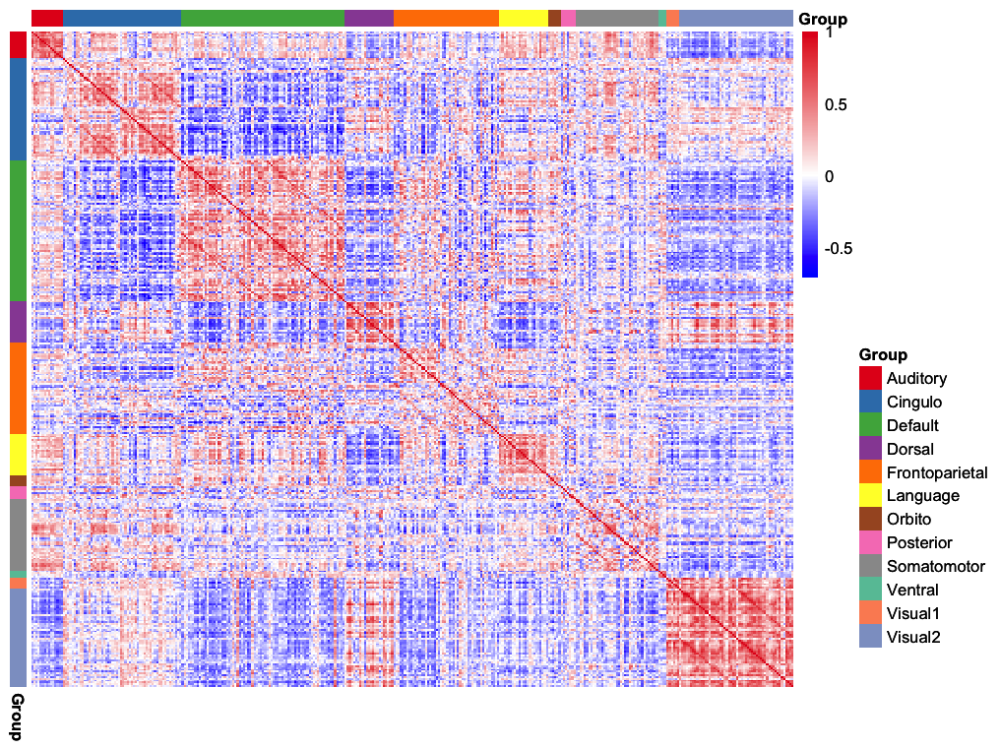 Group
1
0.5
0
-0.5
Group
Auditory
Cingulo
Default
Dorsal
Frontoparietal
Language
Orbito
Posterior
Somatomotor
Ventral
Visual1
Visual2
Group